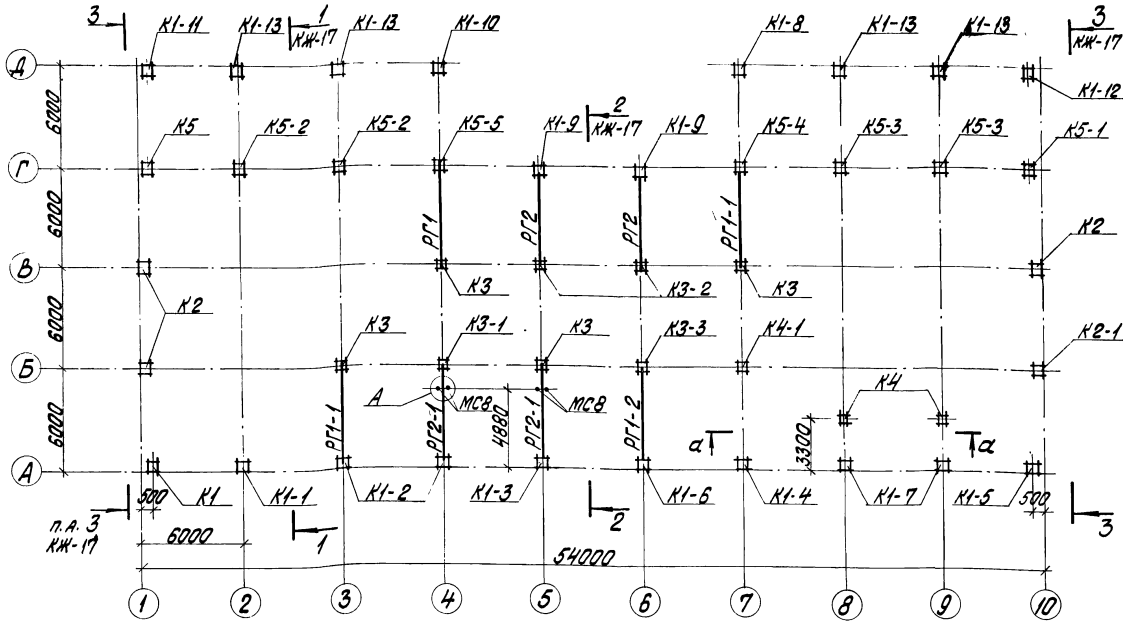 3 К1-11 К1-13 1 КЖ-17 К1-13 К1-10 К1-8 К1-13 К1-13 3 КЖ-17
Д К1-12
6000 К5 К5-2 К5-2 К5-5 К1-9 2 КЖ-17 К1-9 К5-4 К5-3 К5-3 К5-1
Г
6000 РГ1 РГ2 РГ2 РГ1-1 К2
В
К2 К3 К3-2 К3
6000 К3 К3-1 К3 К3-3 К4-1 К2-1
Б
А МС8 МС8 К4
6000 РГ1-1 РГ2-1 4880 РГ2-1 РГ1-2 а 3300 а
А
500 К1 К1-1 К1-2 К1-3 К1-6 К1-4 К1-7 К1-5 500
п.А. 3
КЖ-17
6000 1 2 3
54000
1 2 3 4 5 6 7 8 9 10